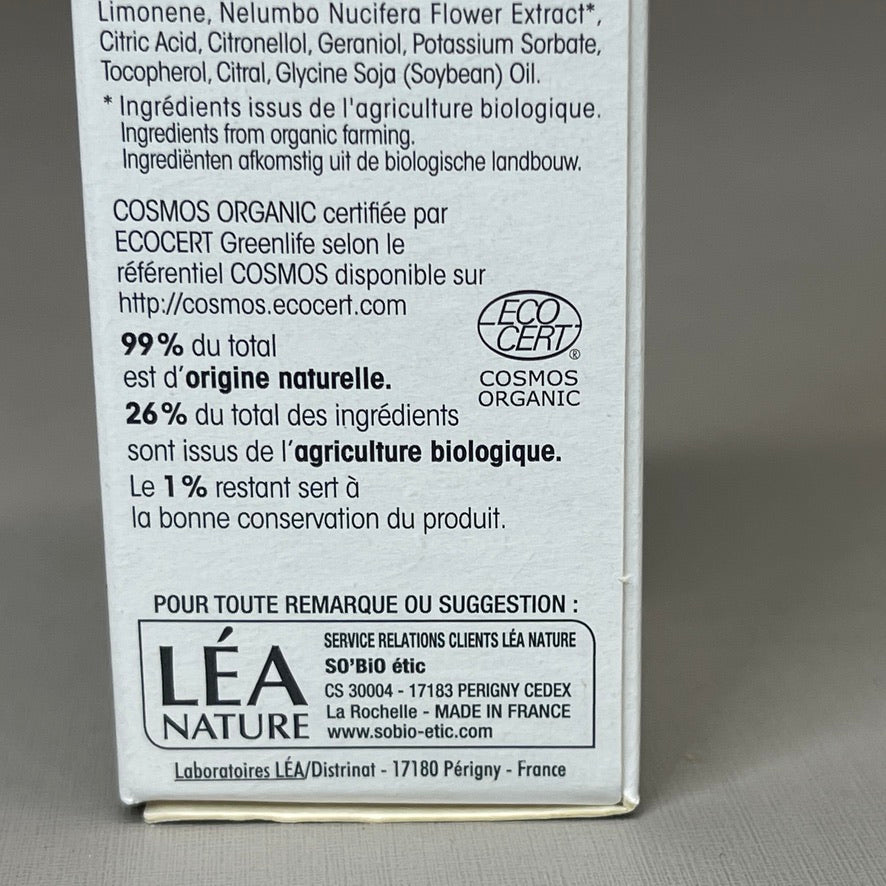 Limonene, Nelumbo Nucifera Flower Extract*,
Citric Acid, Citronellol, Geraniol, Potassium Sorbate,
Tocopherol, Citral, Glycine Soja (Soybean) Oil.
* Ingrédients issus de l'agriculture biologique.
Ingredients from organic farming.
Ingrediënten afkomstig uit de biologische landbouw.
COSMOS ORGANIC certifiée par
ECOCERT Greenlife selon le
référentiel COSMOS disponible sur
http://cosmos.ecocert.com
ECO
CERT®
COSMOS
ORGANIC
99% du total
est d'origine naturelle.
26% du total des ingrédients
sont issus de l'agriculture biologique.
Le 1% restant sert à
la bonne conservation du produit.
POUR TOUTE REMARQUE OU SUGGESTION :
LÉA
NATURE
SERVICE RELATIONS CLIENTS LÉA NATURE
SO'BiO étic
CS 30004 - 17183 PERIGNY CEDEX
La Rochelle - MADE IN FRANCE
www.sobio-etic.com
Laboratoires LÉA/Distrinat - 17180 Périgny - France